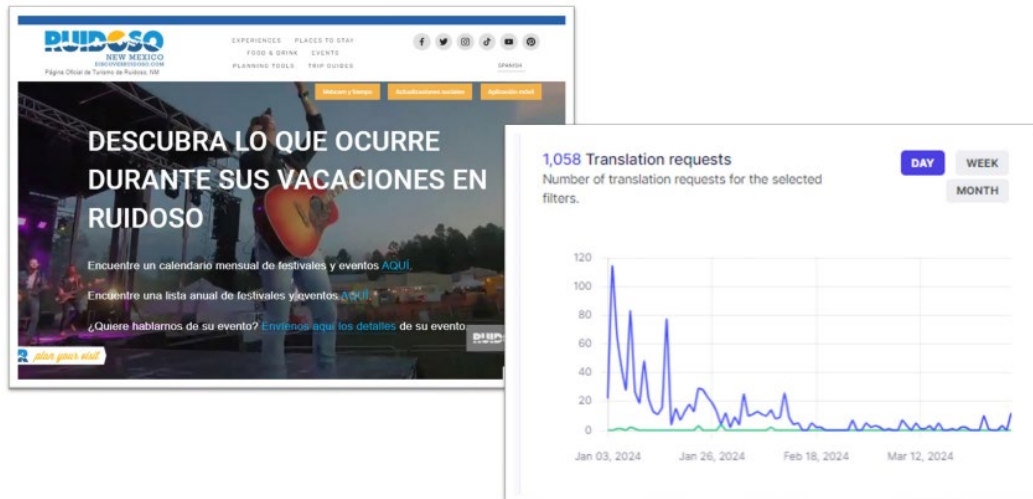 RUIDOSO
NEW MEXICO
DISCOVERRUIDOSO.COM
Página Oficial de Turismo de Ruidoso, NM
EXPERIENCES PLACES TO STAY
FOOD & DRINK EVENTS
PLANNING TOOLS TRIP GUIDES
SPANISH
Webcam y tiempo
Actualizaciones sociales
Aplicación móvil
DESCUBRA LO QUE OCURRE
DURANTE SUS VACACIONES EN
RUIDOSO
Encuentre un calendario mensual de festivales y eventos AQUÍ.
Encuentre una lista anual de festivales y eventos AQUÍ.
¿Quiere hablarnos de su evento? Envíenos aquí los detalles de su evento
plan your visit
1,058 Translation requests
Number of translation requests for the selected
filters.
DAY
WEEK
MONTH
120
100
80
60
40
20
0
Jan 03, 2024
Jan 26, 2024
Feb 18, 2024
Mar 12, 2024